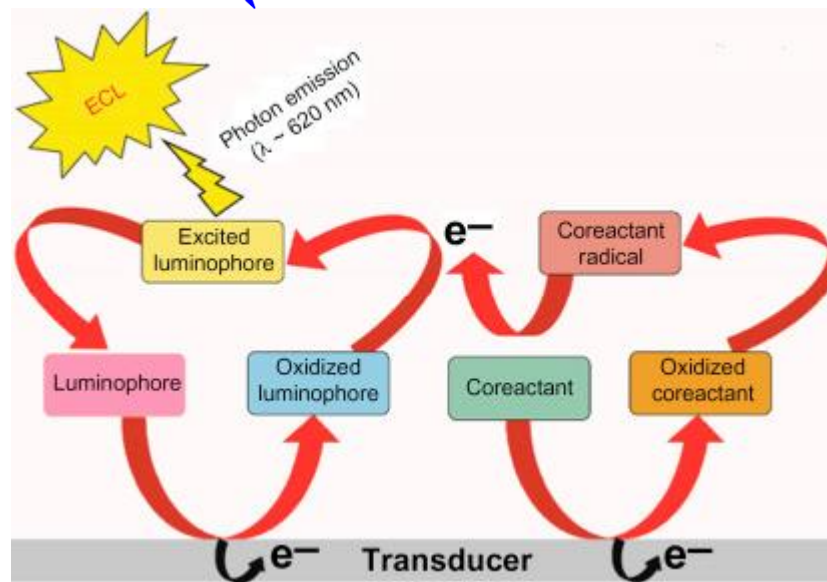 ECL
Photon emission
(λ ~ 620 nm)
Excited
luminophore
e–
Coreactant
radical
Luminophore
Oxidized
luminophore
Coreactant
Oxidized
coreactant
e–
Transducer
e–